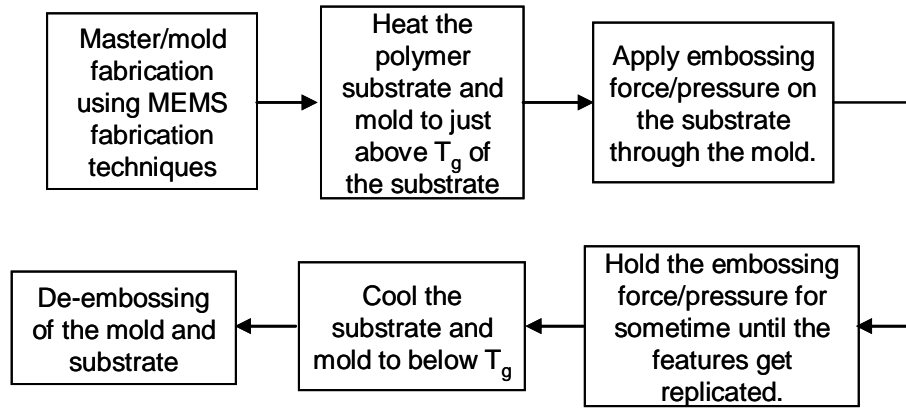 Master/mold
fabrication
using MEMS
fabrication
techniques
Heat the
polymer
substrate and
mold to just
above Tg of
the substrate
Apply embossing
force/pressure on
the substrate
through the mold.
Hold the embossing
force/pressure for
sometime until the
features get
replicated.
Cool the
substrate and
mold to below Tg
De-embossing
of the mold and
substrate